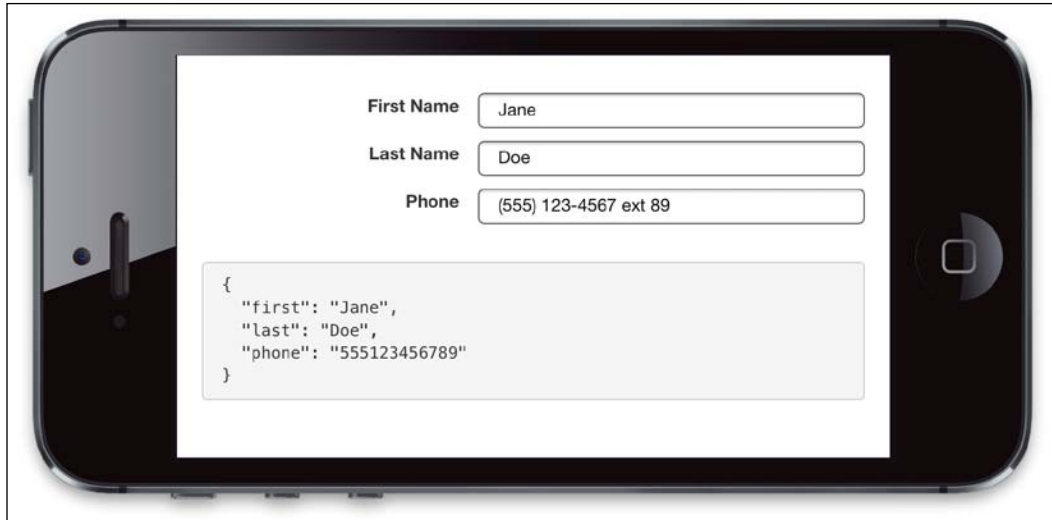 First Name Jane
Last Name Doe
Phone (555) 123-4567 ext 89
{
"first": "Jane",
"last": "Doe",
"phone": "555123456789"
}